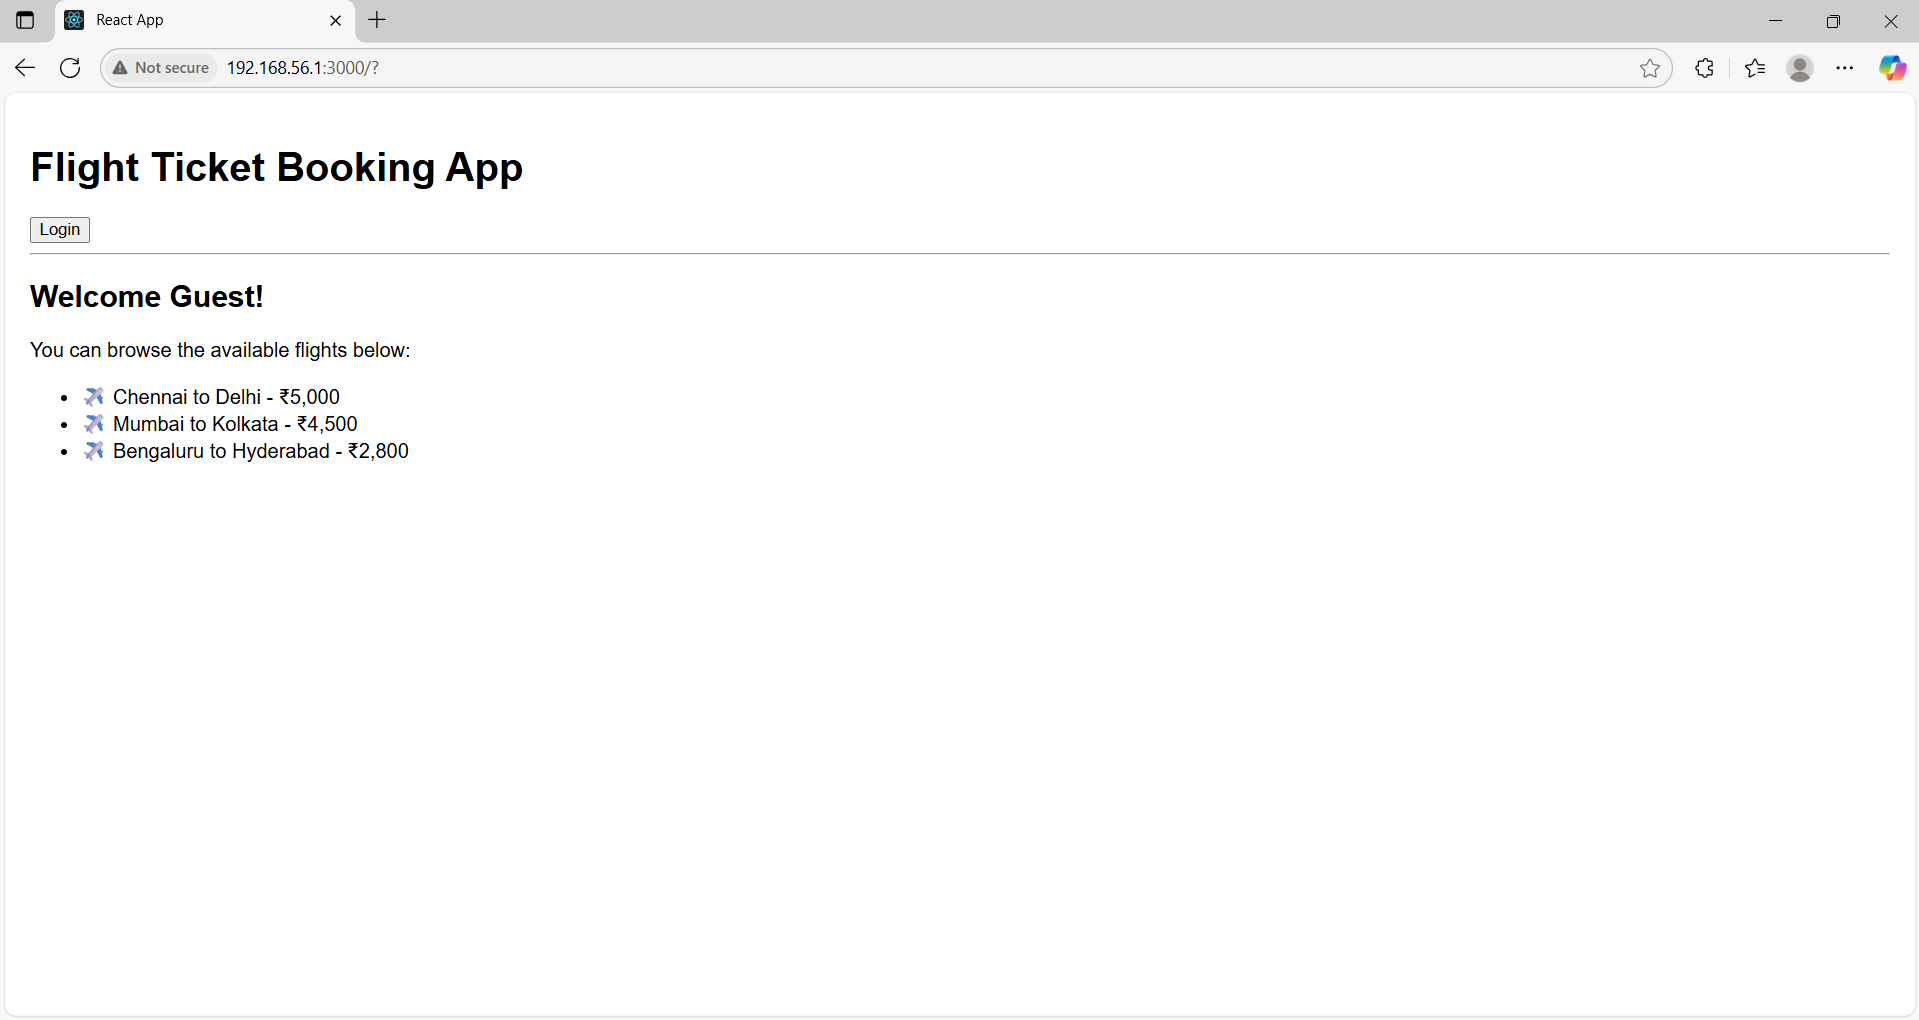 React App
Not secure
192.168.56.1:3000/?
Flight Ticket Booking App
Login
Welcome Guest!
You can browse the available flights below:
• ✈️ Chennai to Delhi - ₹5,000
• ✈️ Mumbai to Kolkata - ₹4,500
• ✈️ Bengaluru to Hyderabad - ₹2,800